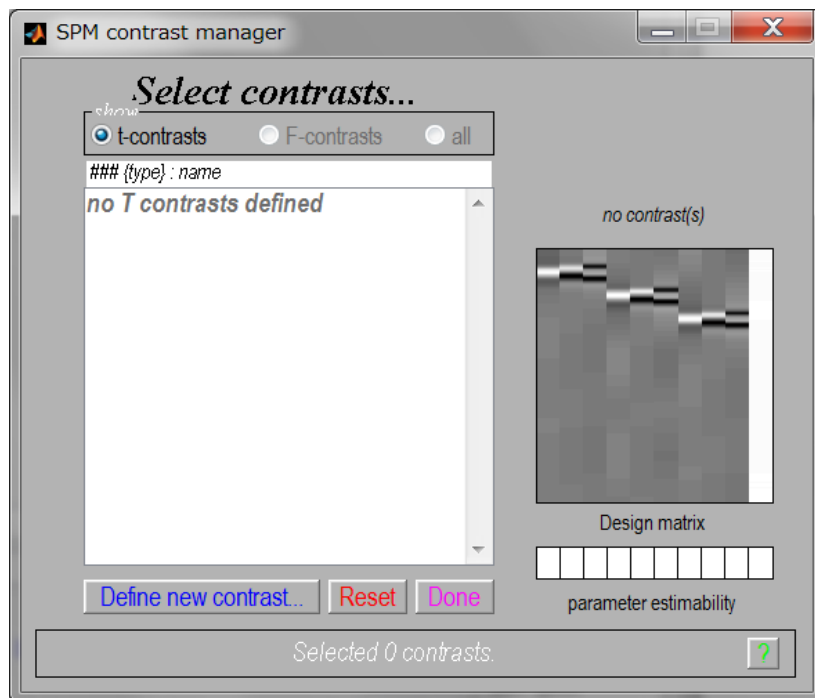 SPM contrast manager
Select contrasts...
show
t-contrasts F-contrasts all
### {type} : name
no T contrasts defined
no contrast(s)
Design matrix
parameter estimability
Define new contrast... Reset Done
Selected 0 contrasts.
?